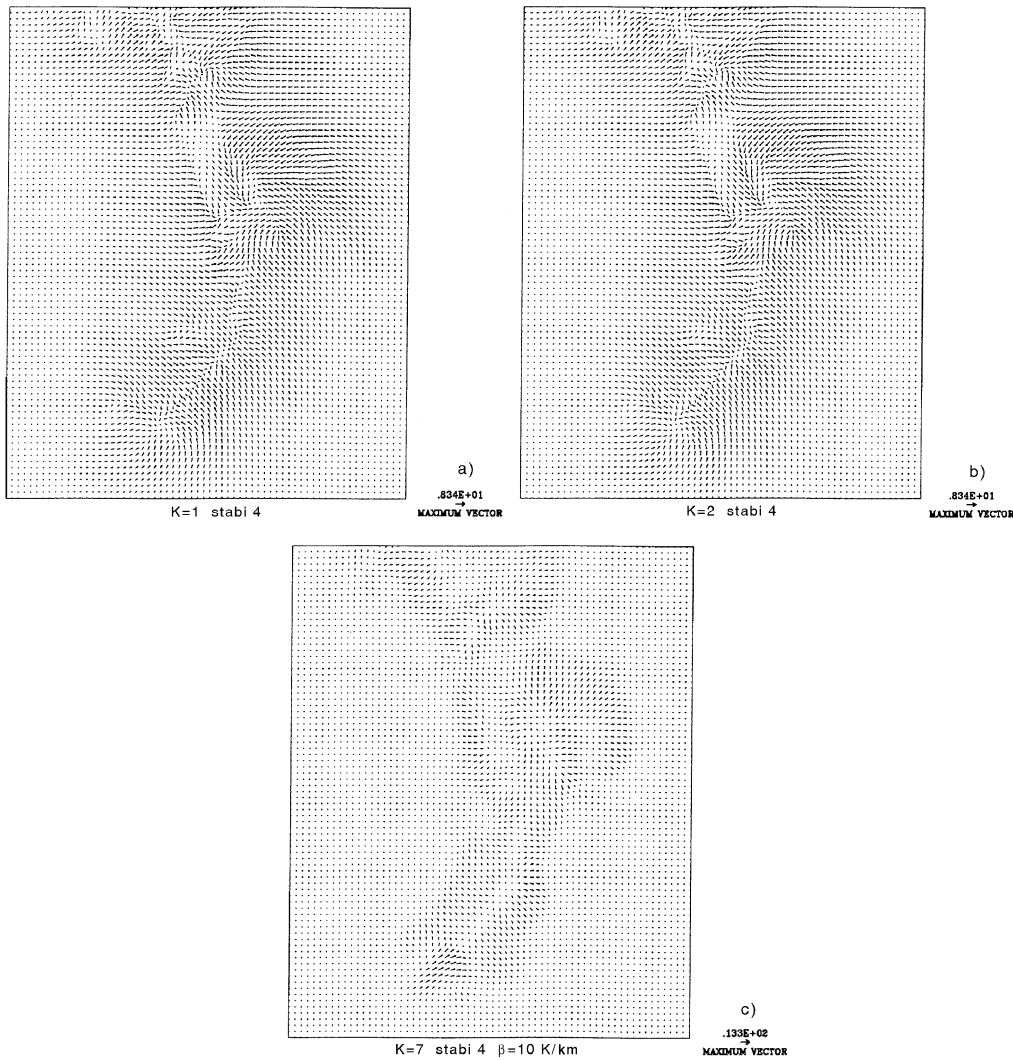 a)
.834E+01
MAXIMUM VECTOR
K=1 stabi 4
b)
.834E+01
MAXIMUM VECTOR
K=2 stabi 4
c)
.133E+02
MAXIMUM VECTOR
K=7 stabi 4 β=10 K/km